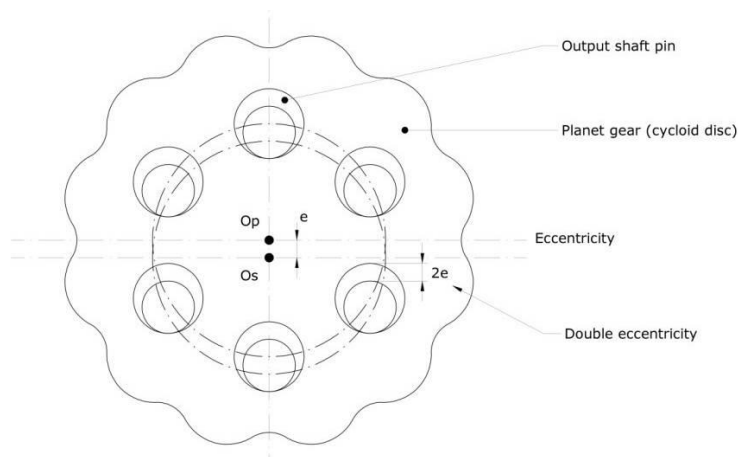 Output shaft pin
Planet gear (cycloid disc)
Op
e
Eccentricity
Os
2e
Double eccentricity